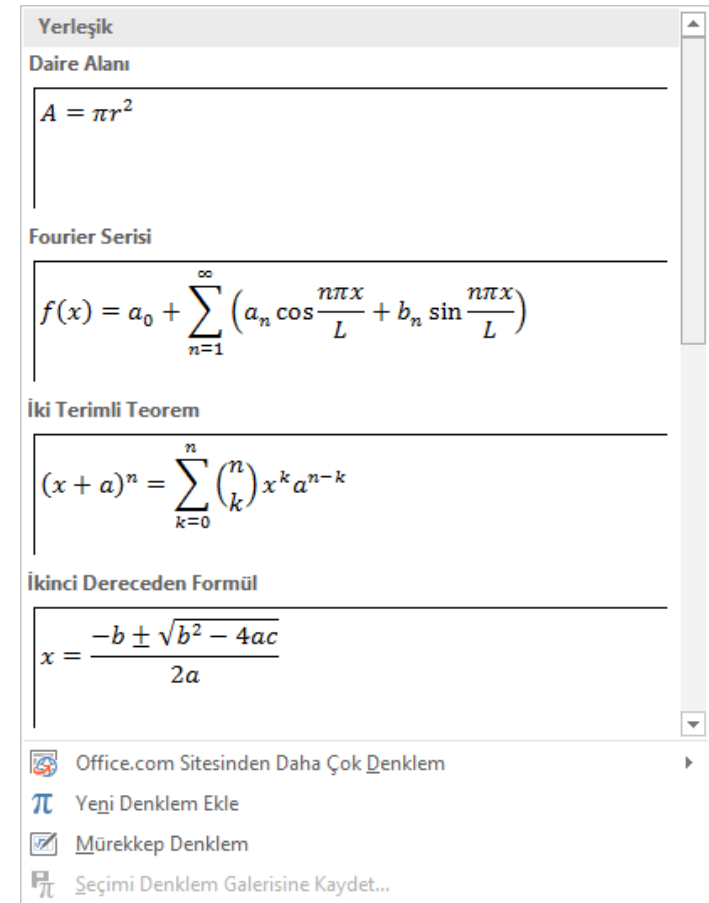 Yerleşik
Daire Alanı
A = πr²
Fourier Serisi
f(x) = a₀ + ∑_{n=1}^{∞} (aₙ cos nπx/L + bₙ sin nπx/L)
İki Terimli Teorem
(x + a)ⁿ = ∑_{k=0}^{n} (n k) xᵏaⁿ⁻ᵏ
İkinci Dereceden Formül
x = (−b ± √(b² − 4ac))/2a
Office.com Sitesinden Daha Çok Denklem
Yeni Denklem Ekle
Mürekkep Denklem
Seçimi Denklem Galerisine Kaydet...